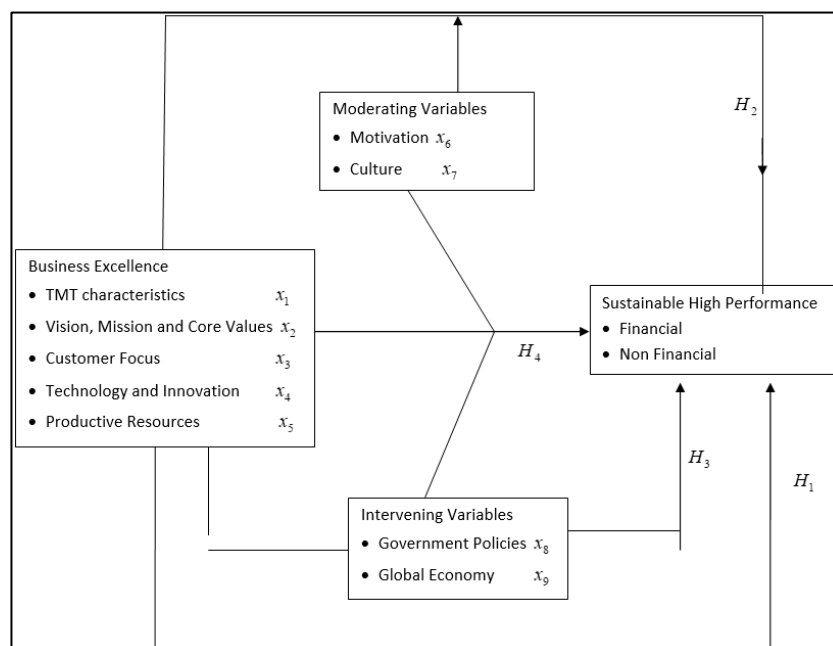 Moderating Variables
• Motivation x₆
• Culture x₇
H₂
Business Excellence
• TMT characteristics x₁
• Vision, Mission and Core Values x₂
• Customer Focus x₃
• Technology and Innovation x₄
• Productive Resources x₅
H₄
Sustainable High Performance
• Financial
• Non Financial
H₃
H₁
Intervening Variables
• Government Policies x₈
• Global Economy x₉